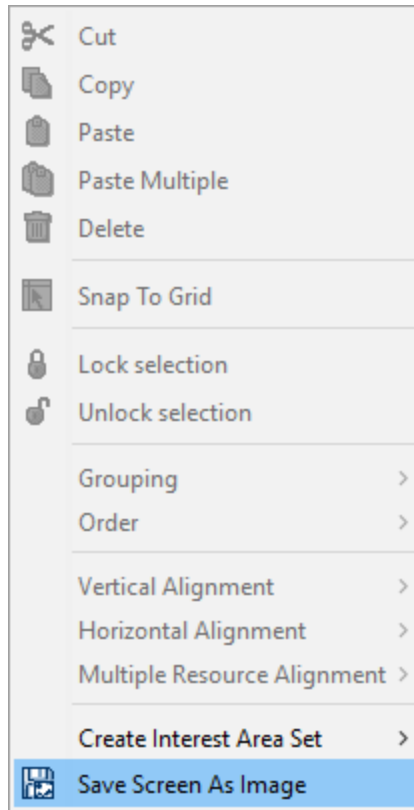 Cut
Copy
Paste
Paste Multiple
Delete
Snap To Grid
Lock selection
Unlock selection
Grouping
Order
Vertical Alignment
Horizontal Alignment
Multiple Resource Alignment
Create Interest Area Set
Save Screen As Image